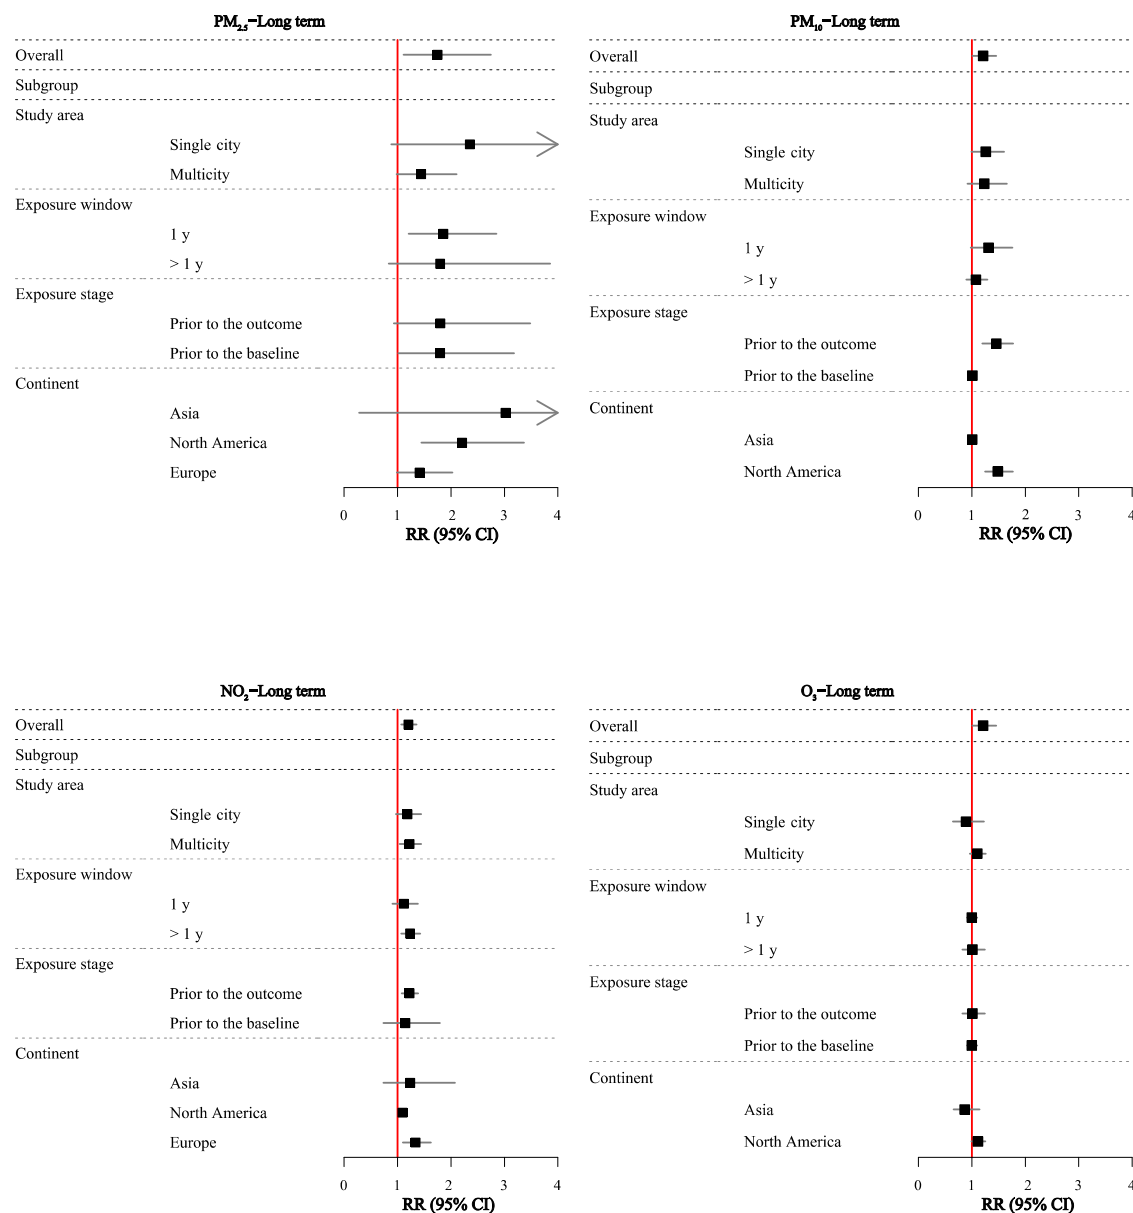 PM2.5−Long term
Overall
Subgroup
Study area
Single city
Multicity
Exposure window
1 y
> 1 y
Exposure stage
Prior to the outcome
Prior to the baseline
Continent
Asia
North America
Europe
0 1 2 3 4
RR (95% CI)
PM10−Long term
Overall
Subgroup
Study area
Single city
Multicity
Exposure window
1 y
> 1 y
Exposure stage
Prior to the outcome
Prior to the baseline
Continent
Asia
North America
0 1 2 3 4
RR (95% CI)
NO2−Long term
Overall
Subgroup
Study area
Single city
Multicity
Exposure window
1 y
> 1 y
Exposure stage
Prior to the outcome
Prior to the baseline
Continent
Asia
North America
Europe
0 1 2 3 4
RR (95% CI)
O3−Long term
Overall
Subgroup
Study area
Single city
Multicity
Exposure window
1 y
> 1 y
Exposure stage
Prior to the outcome
Prior to the baseline
Continent
Asia
North America
0 1 2 3 4
RR (95% CI)